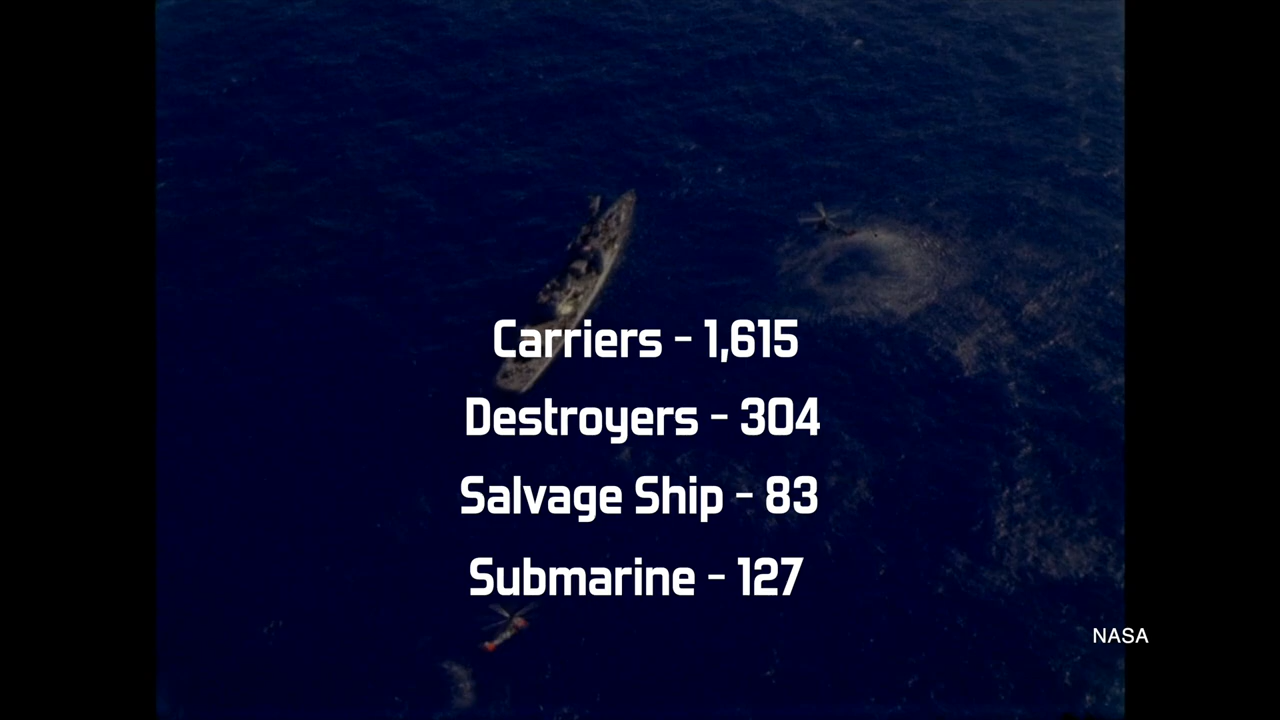 Carriers - 1,615
Destroyers - 304
Salvage Ship - 83
Submarine - 127
NASA